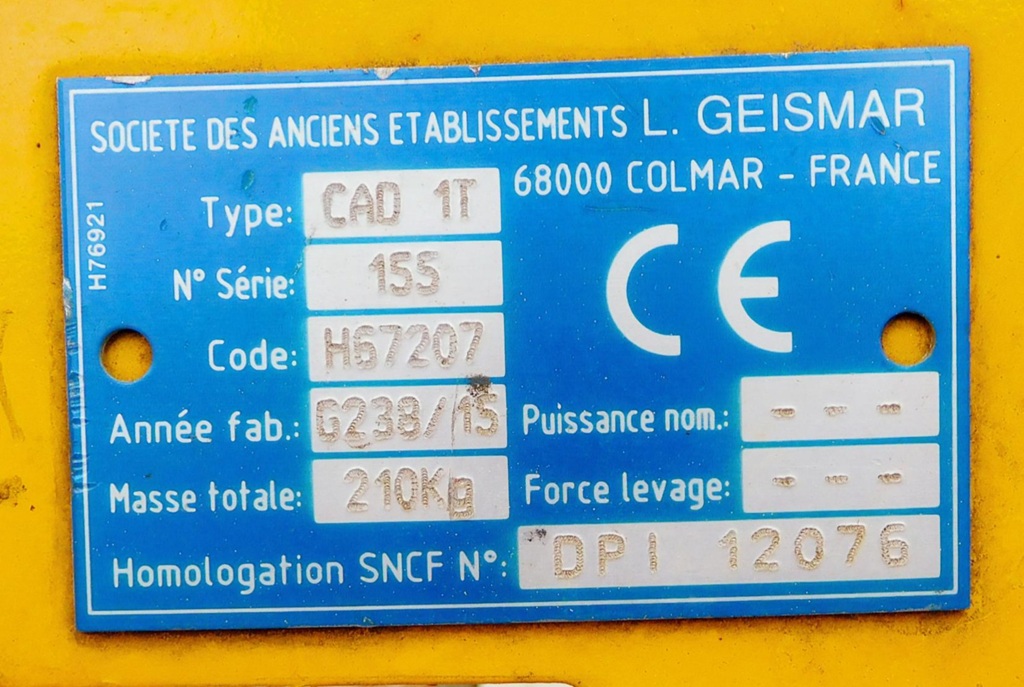 SOCIETE DES ANCIENS ETABLISSEMENTS L. GEISMAR
68000 COLMAR - FRANCE
H76921
Type: CAD 1T
N° Série: 155
CE
Code: H67207
Année fab.: G238/15
Puissance nom.: - - -
Masse totale: 210Kg
Force levage: - - -
Homologation SNCF N°: DPI 12076